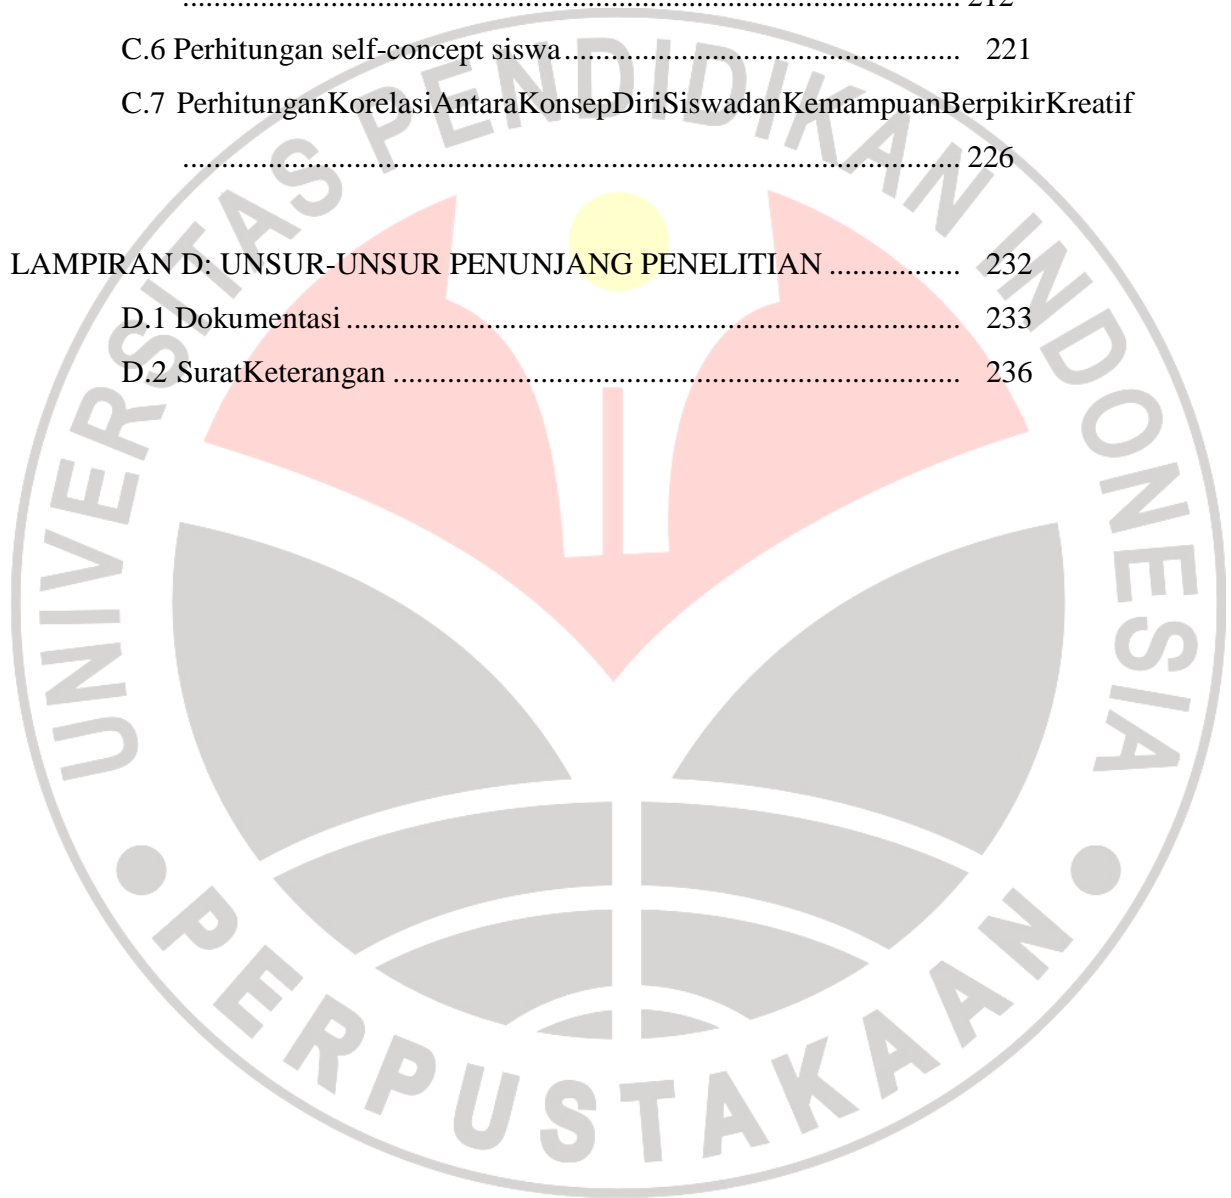 ........................................................................................................ 212
C.6 Perhitungan self-concept siswa................................................... 221
C.7 PerhitunganKorelasiAntaraKonsepDiriSiswadanKemampuanBerpikirKreatif
.................................................................................................... 226
LAMPIRAN D: UNSUR-UNSUR PENUNJANG PENELITIAN ................. 232
D.1 Dokumentasi ............................................................................... 233
D.2 SuratKeterangan ......................................................................... 236
UNIVERSITAS PENDIDIKAN INDONESIA
PERPUSTAKAAN